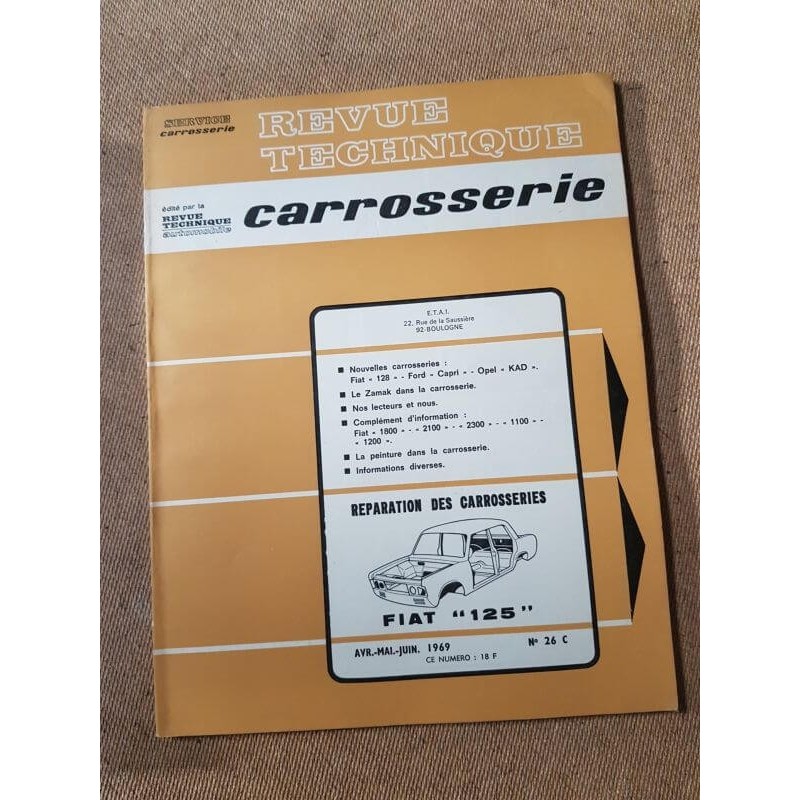 SERVICE
carrosserie
REVUE
TECHNIQUE
édité par la
REVUE
TECHNIQUE
automobile
carrosserie
E.T.A.I.
22, Rue de la Saussière
92-BOULOGNE
■ Nouvelles carrosseries :
Fiat « 128 » - Ford « Capri » - Opel « KAD ».
■ Le Zamak dans la carrosserie.
■ Nos lecteurs et nous.
■ Complément d'information :
Fiat « 1800 » - « 2100 » - « 2300 » - « 1100 » -
« 1200 ».
■ La peinture dans la carrosserie.
■ Informations diverses.
REPARATION DES CARROSSERIES
FIAT "125"
AVR.-MAI.-JUIN. 1969
N° 26 C
CE NUMERO : 18 F